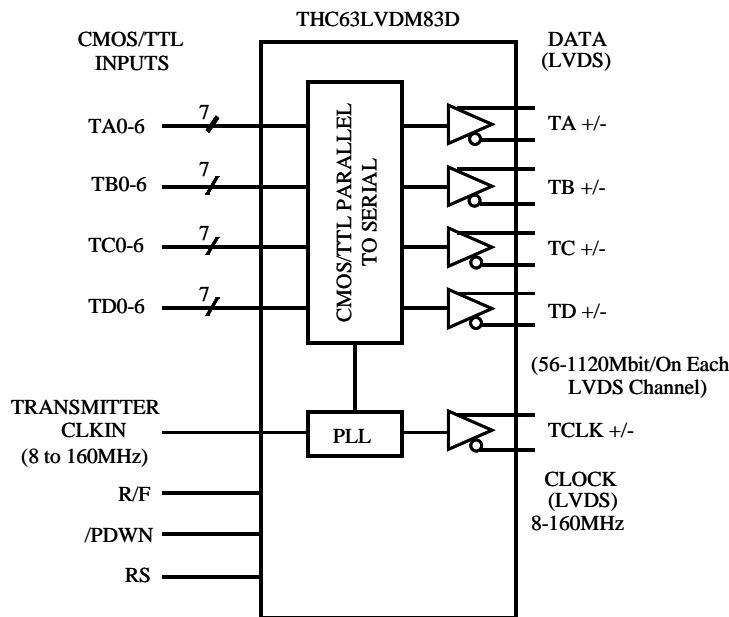 THC63LVDM83D
CMOS/TTL
INPUTS
DATA
(LVDS)
TA0-6
7
TA +/-
TB0-6
7
TB +/-
TC0-6
7
TC +/-
TD0-6
7
TD +/-
CMOS/TTL PARALLEL
TO SERIAL
(56-1120Mbit/On Each
LVDS Channel)
TRANSMITTER
CLKIN
(8 to 160MHz)
PLL
TCLK +/-
CLOCK
(LVDS)
8-160MHz
R/F
/PDWN
RS